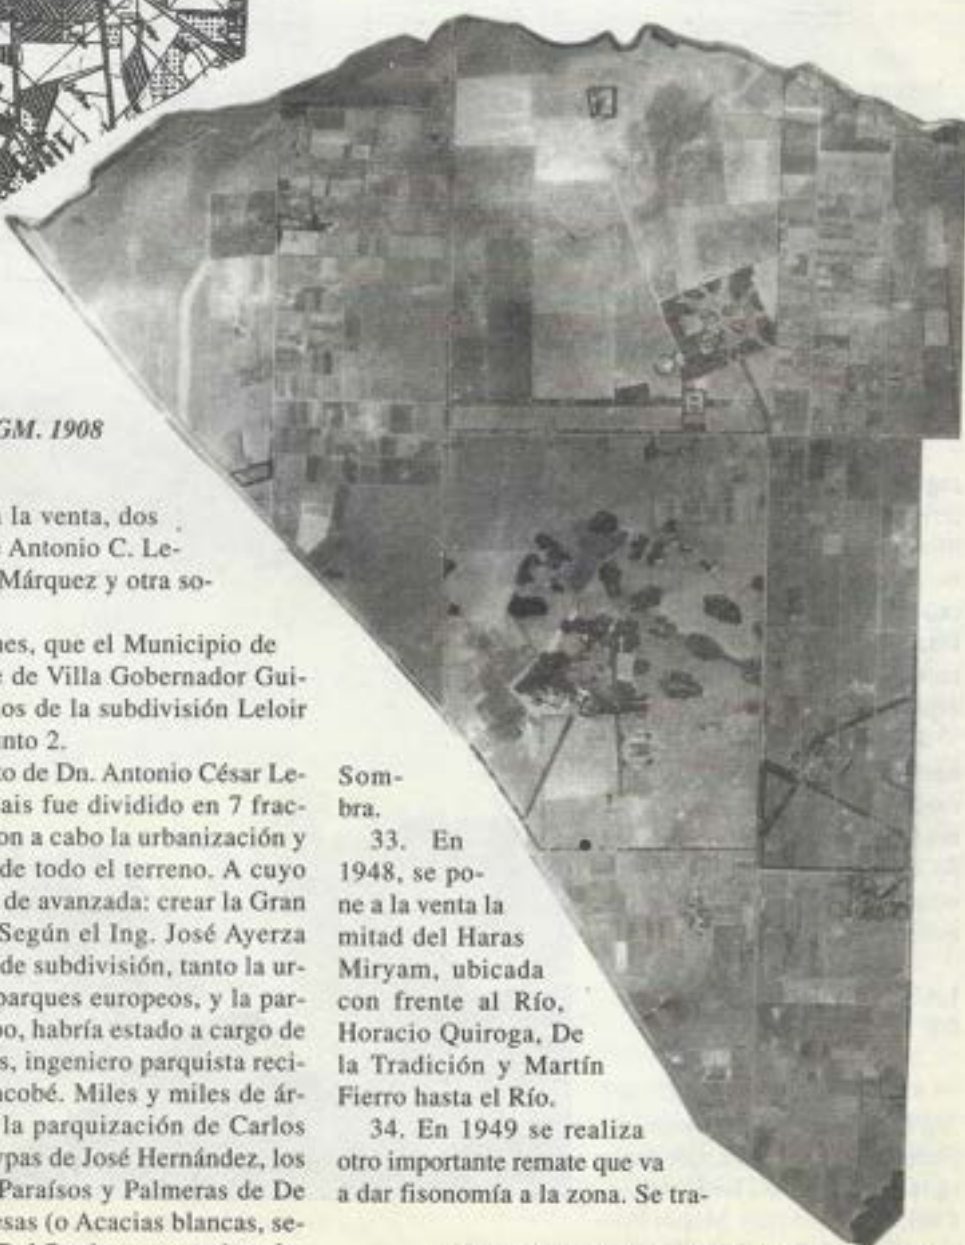 GM. 1908
la venta, dos
Antonio C. Le-
Márquez y otra so-
nes, que el Municipio de
e de Villa Gobernador Gui-
os de la subdivisión Leloir
nto 2.
to de Dn. Antonio César Le-
ais fue dividido en 7 frac-
on a cabo la urbanización y
de todo el terreno. A cuyo
de avanzada: crear la Gran
Según el Ing. José Ayerza
de subdivisión, tanto la ur-
parques europeos, y la par-
po, habría estado a cargo de
s, ingeniero parquista reci-
acobé. Miles y miles de ár-
la parquización de Carlos
ypas de José Hernández, los
Paraísos y Palmeras de De
esas (o Acacias blancas, se-
Som-
bra.
33. En
1948, se po-
ne a la venta la
mitad del Haras
Miryam, ubicada
con frente al Río,
Horacio Quiroga, De
la Tradición y Martín
Fierro hasta el Río.
34. En 1949 se realiza
otro importante remate que va
a dar fisonomía a la zona. Se tra-